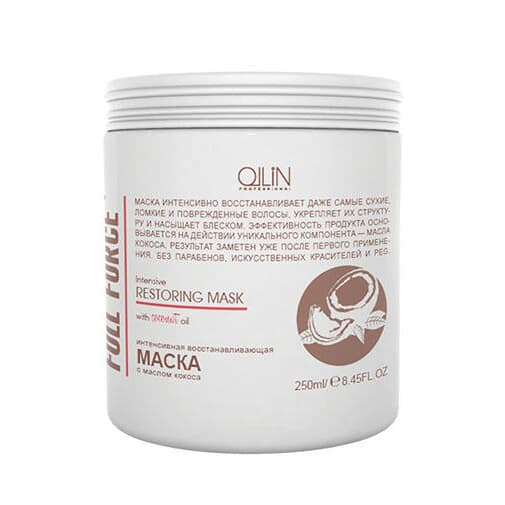 OLLIN
PROFESSIONAL
МАСКА ИНТЕНСИВНО ВОССТАНАВЛИВАЕТ ДАЖЕ САМЫЕ СУХИЕ,
ЛОМКИЕ И ПОВРЕЖДЕННЫЕ ВОЛОСЫ, УКРЕПЛЯЕТ ИХ СТРУКТУ-
РУ И НАСЫЩАЕТ БЛЕСКОМ. ЭФФЕКТИВНОСТЬ ПРОДУКТА ОСНО-
ВЫВАЕТСЯ НА ДЕЙСТВИИ УНИКАЛЬНОГО КОМПОНЕНТА — МАСЛА
КОКОСА. РЕЗУЛЬТАТ ЗАМЕТЕН УЖЕ ПОСЛЕ ПЕРВОГО ПРИМЕНЕ-
НИЯ. БЕЗ ПАРАБЕНОВ, ИСКУССТВЕННЫХ КРАСИТЕЛЕЙ И PEG.
FULL FORCE
Intensive
RESTORING MASK
with coconut oil
интенсивная восстанавливающая
МАСКА
с маслом кокоса
250ml/ ℮ 8.45FL.OZ